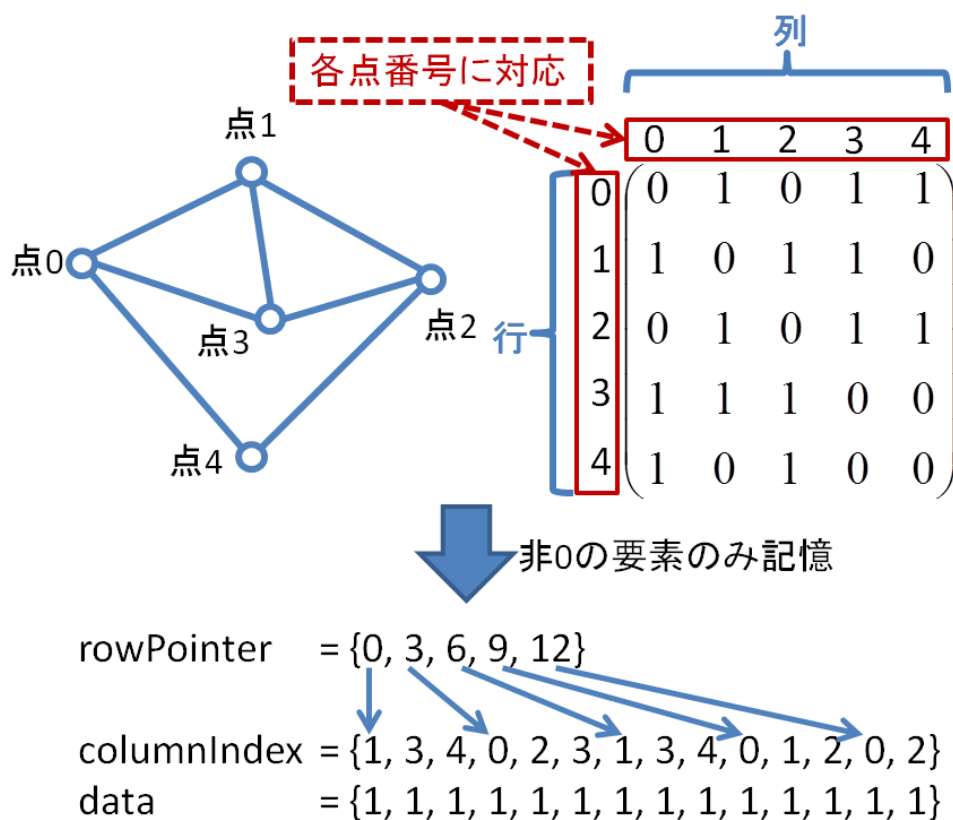 列
各点番号に対応
点1
点0
点3
点2
点4
行
0 1 2 3 4
0 0 1 0 1 1
1 1 0 1 1 0
2 0 1 0 1 1
3 1 1 1 0 0
4 1 0 1 0 0
非0の要素のみ記憶
rowPointer = {0, 3, 6, 9, 12}
columnIndex = {1, 3, 4, 0, 2, 3, 1, 3, 4, 0, 1, 2, 0, 2}
data = {1, 1, 1, 1, 1, 1, 1, 1, 1, 1, 1, 1, 1, 1}